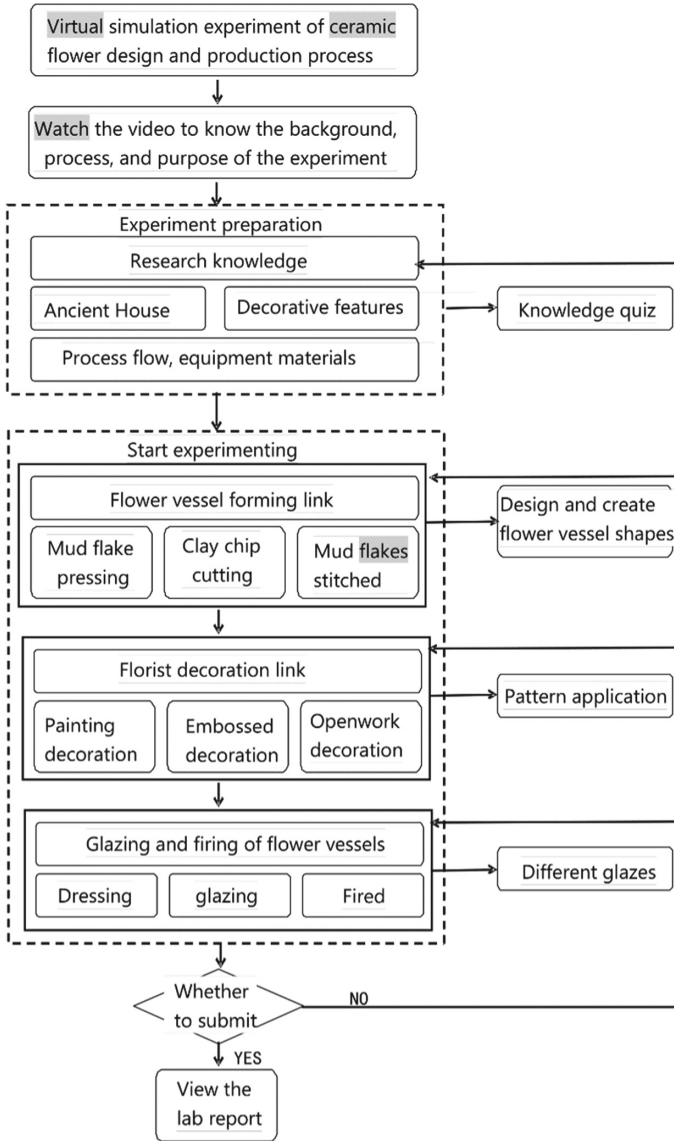 Virtual simulation experiment of ceramic
flower design and production process
Watch the video to know the background,
process, and purpose of the experiment
Experiment preparation
Research knowledge
Ancient House
Decorative features
Knowledge quiz
Process flow, equipment materials
Start experimenting
Flower vessel forming link
Design and create
flower vessel shapes
Mud flake
pressing
Clay chip
cutting
Mud flakes
stitched
Florist decoration link
Pattern application
Painting
decoration
Embossed
decoration
Openwork
decoration
Glazing and firing of flower vessels
Different glazes
Dressing
glazing
Fired
Whether
to submit
NO
YES
View the
lab report